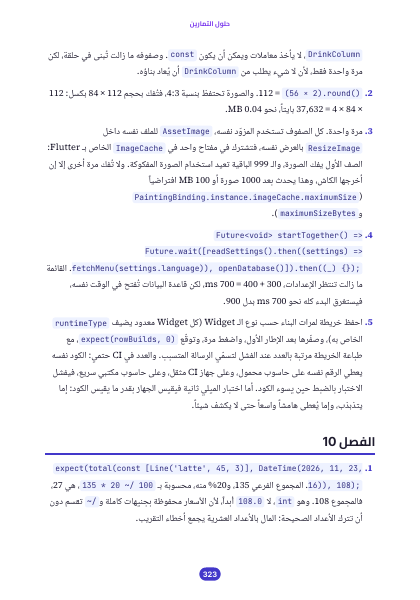 حلول التمارين
DrinkColumn ، لا يأخذ معاملات ويمكن أن يكون const . وصفوفه ما زالت تُبنى في حلقة، لكن
مرة واحدة فقط، لأن لا شيء يطلب من DrinkColumn أن يُعاد بناؤه.
2. (56 × 2).round() = 112. والصورة تحتفظ بنسبة 4:3، فتُفك بحجم 112 × 84 بكسل: 112
× 84 × 4 = 37,632 بايتاً، نحو 0.04 MB.
3. مرة واحدة. كل الصفوف تستخدم المزوّد نفسه، AssetImage للملف نفسه داخل
ResizeImage بالعرض نفسه، فتشترك في مفتاح واحد في ImageCache الخاص بـ Flutter:
الصف الأول يفك الصورة، والـ 999 الباقية تعيد استخدام الصورة المفكوكة. ولا تُفك مرة أخرى إلا إن
أخرجها الكاش، وهذا يحدث بعد 1000 صورة أو 100 MB افتراضياً
( PaintingBinding.instance.imageCache.maximumSize
و maximumSizeBytes ).
4. Future<void> startTogether() =>
Future.wait([readSettings().then((settings) =>
fetchMenu(settings.language)), openDatabase()]).then((_) {}); . القائمة
ما زالت تنتظر الإعدادات، 300 + 400 = 700 ms، لكن قاعدة البيانات تُفتح في الوقت نفسه،
فيستغرق البدء كله نحو 700 ms بدل 900.
5. احفظ خريطة لمرات البناء حسب نوع الـ Widget (كل Widget معدود يضيف runtimeType
الخاص به)، وصفّرها بعد الإطار الأول، واضغط مرة، وتوقّع expect(rowBuilds, 0) ، مع
طباعة الخريطة مرتبة بالعدد عند الفشل لتسمّي الرسالة المتسبب. والعدد في CI حتمي: الكود نفسه
يعطي الرقم نفسه على حاسوب محمول، وعلى جهاز CI مثقل، وعلى حاسوب مكتبي سريع، فيفشل
الاختبار بالضبط حين يسوء الكود. أما اختبار الميلي ثانية فيقيس الجهاز بقدر ما يقيس الكود: إما
يتذبذب، وإما يُعطى هامشاً واسعاً حتى لا يكشف شيئاً.
الفصل 10
1. expect(total(const [Line('latte', 45, 3)], DateTime(2026, 11, 23,
16)), 108); . المجموع الفرعي 135، و20% منه، محسوبة بـ 135 * 20 ~/ 100 ، هي 27,
فالمجموع 108. وهو int ، لا 108.0 أبداً، لأن الأسعار محفوظة بجنيهات كاملة و ~/ تقسم دون
أن تترك الأعداد الصحيحة: المال بالأعداد العشرية يجمع أخطاء التقريب.
323